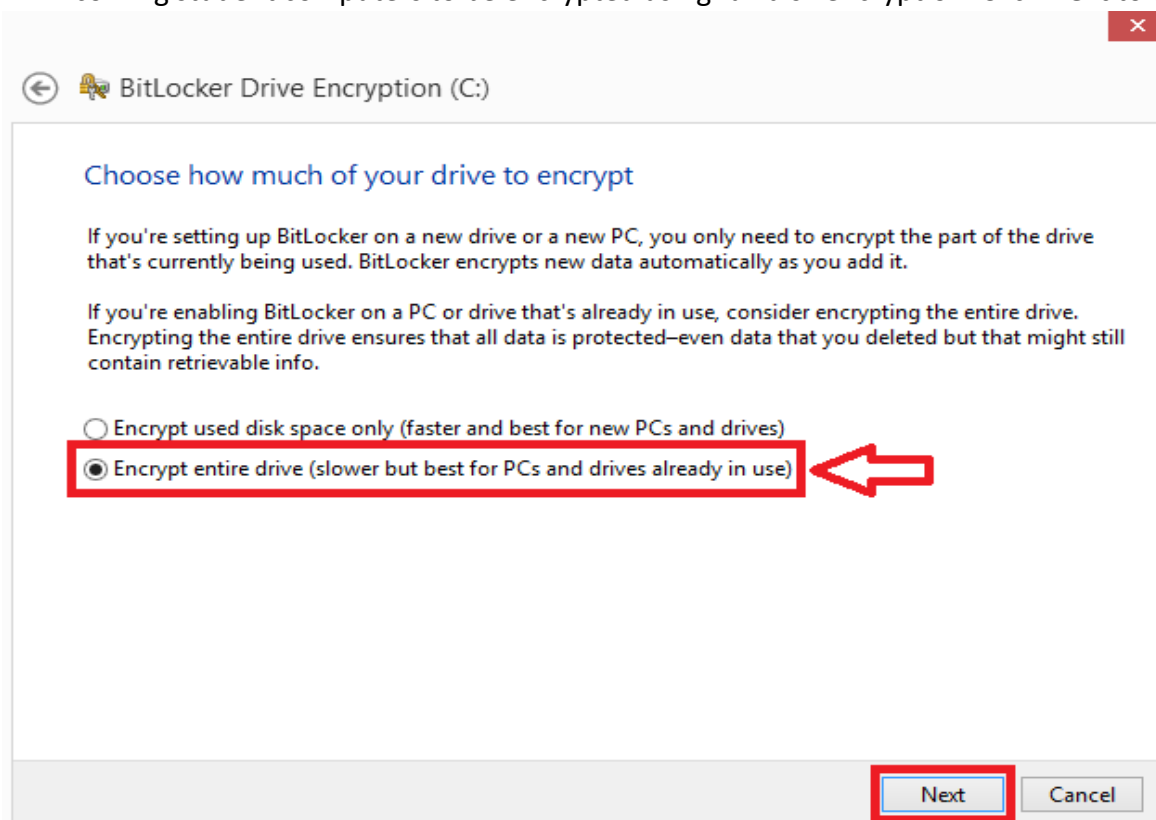 BitLocker Drive Encryption (C:)
Choose how much of your drive to encrypt
If you're setting up BitLocker on a new drive or a new PC, you only need to encrypt the part of the drive
that's currently being used. BitLocker encrypts new data automatically as you add it.
If you're enabling BitLocker on a PC or drive that's already in use, consider encrypting the entire drive.
Encrypting the entire drive ensures that all data is protected–even data that you deleted but that might still
contain retrievable info.
Encrypt used disk space only (faster and best for new PCs and drives)
Encrypt entire drive (slower but best for PCs and drives already in use)
Next Cancel